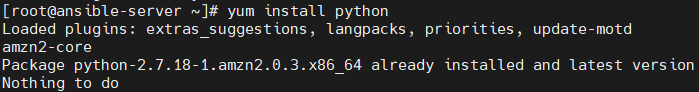 [root@ansible-server ~]# yum install python
Loaded plugins: extras_suggestions, langpacks, priorities, update-motd
amzn2-core
Package python-2.7.18-1.amzn2.0.3.x86_64 already installed and latest version
Nothing to do